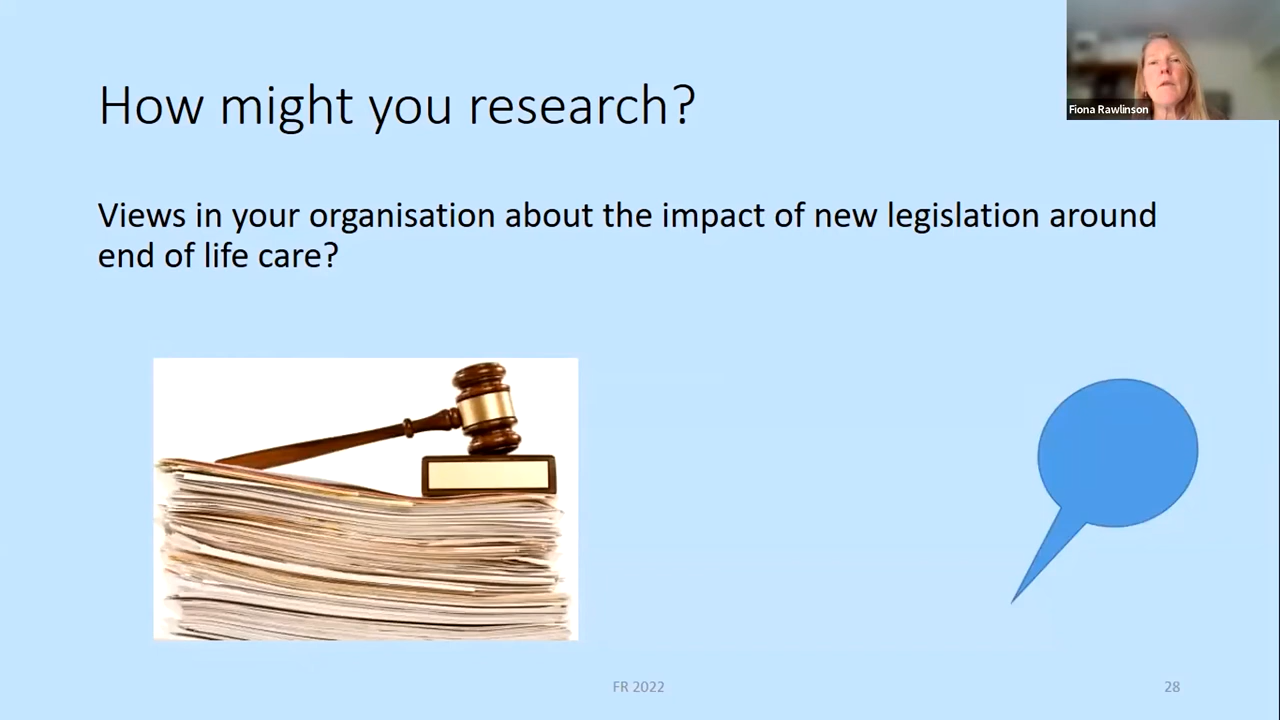 How might you research?
Fiona Rawlinson
Views in your organisation about the impact of new legislation around
end of life care?
FR 2022
28